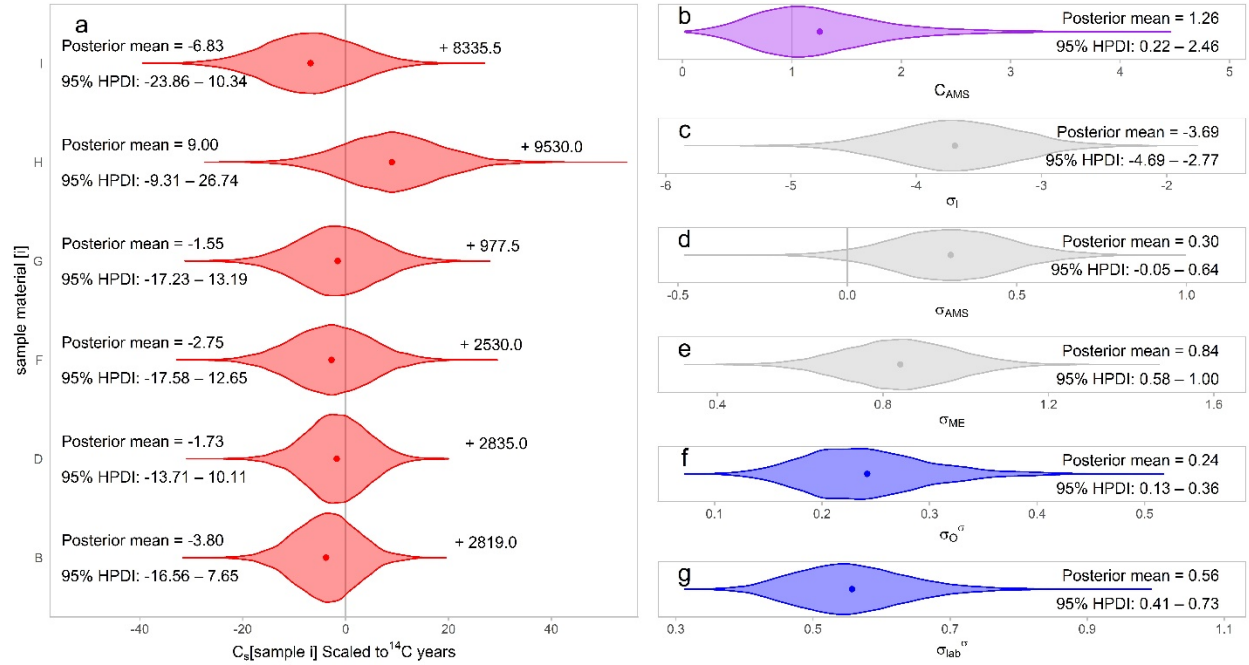 a
sample material [i]
I
Posterior mean = -6.83
95% HPDI: -23.86 – 10.34
+ 8335.5
H
Posterior mean = 9.00
95% HPDI: -9.31 – 26.74
+ 9530.0
G
Posterior mean = -1.55
95% HPDI: -17.23 – 13.19
+ 977.5
F
Posterior mean = -2.75
95% HPDI: -17.58 – 12.65
+ 2530.0
D
Posterior mean = -1.73
95% HPDI: -13.71 – 10.11
+ 2835.0
B
Posterior mean = -3.80
95% HPDI: -16.56 – 7.65
+ 2819.0
-40 -20 0 20 40
Cₛ[sample i] Scaled to ¹⁴C years
b
Posterior mean = 1.26
95% HPDI: 0.22 – 2.46
0 1 2 3 4 5
C_AMS
c
Posterior mean = -3.69
95% HPDI: -4.69 – -2.77
-6 -5 -4 -3 -2
σ_I
d
Posterior mean = 0.30
95% HPDI: -0.05 – 0.64
-0.5 0.0 0.5 1.0
σ_AMS
e
Posterior mean = 0.84
95% HPDI: 0.58 – 1.00
0.4 0.8 1.2 1.6
σ_ME
f
Posterior mean = 0.24
95% HPDI: 0.13 – 0.36
0.1 0.2 0.3 0.4 0.5
σ_O^σ
g
Posterior mean = 0.56
95% HPDI: 0.41 – 0.73
0.3 0.5 0.7 0.9 1.1
σ_lab^σ